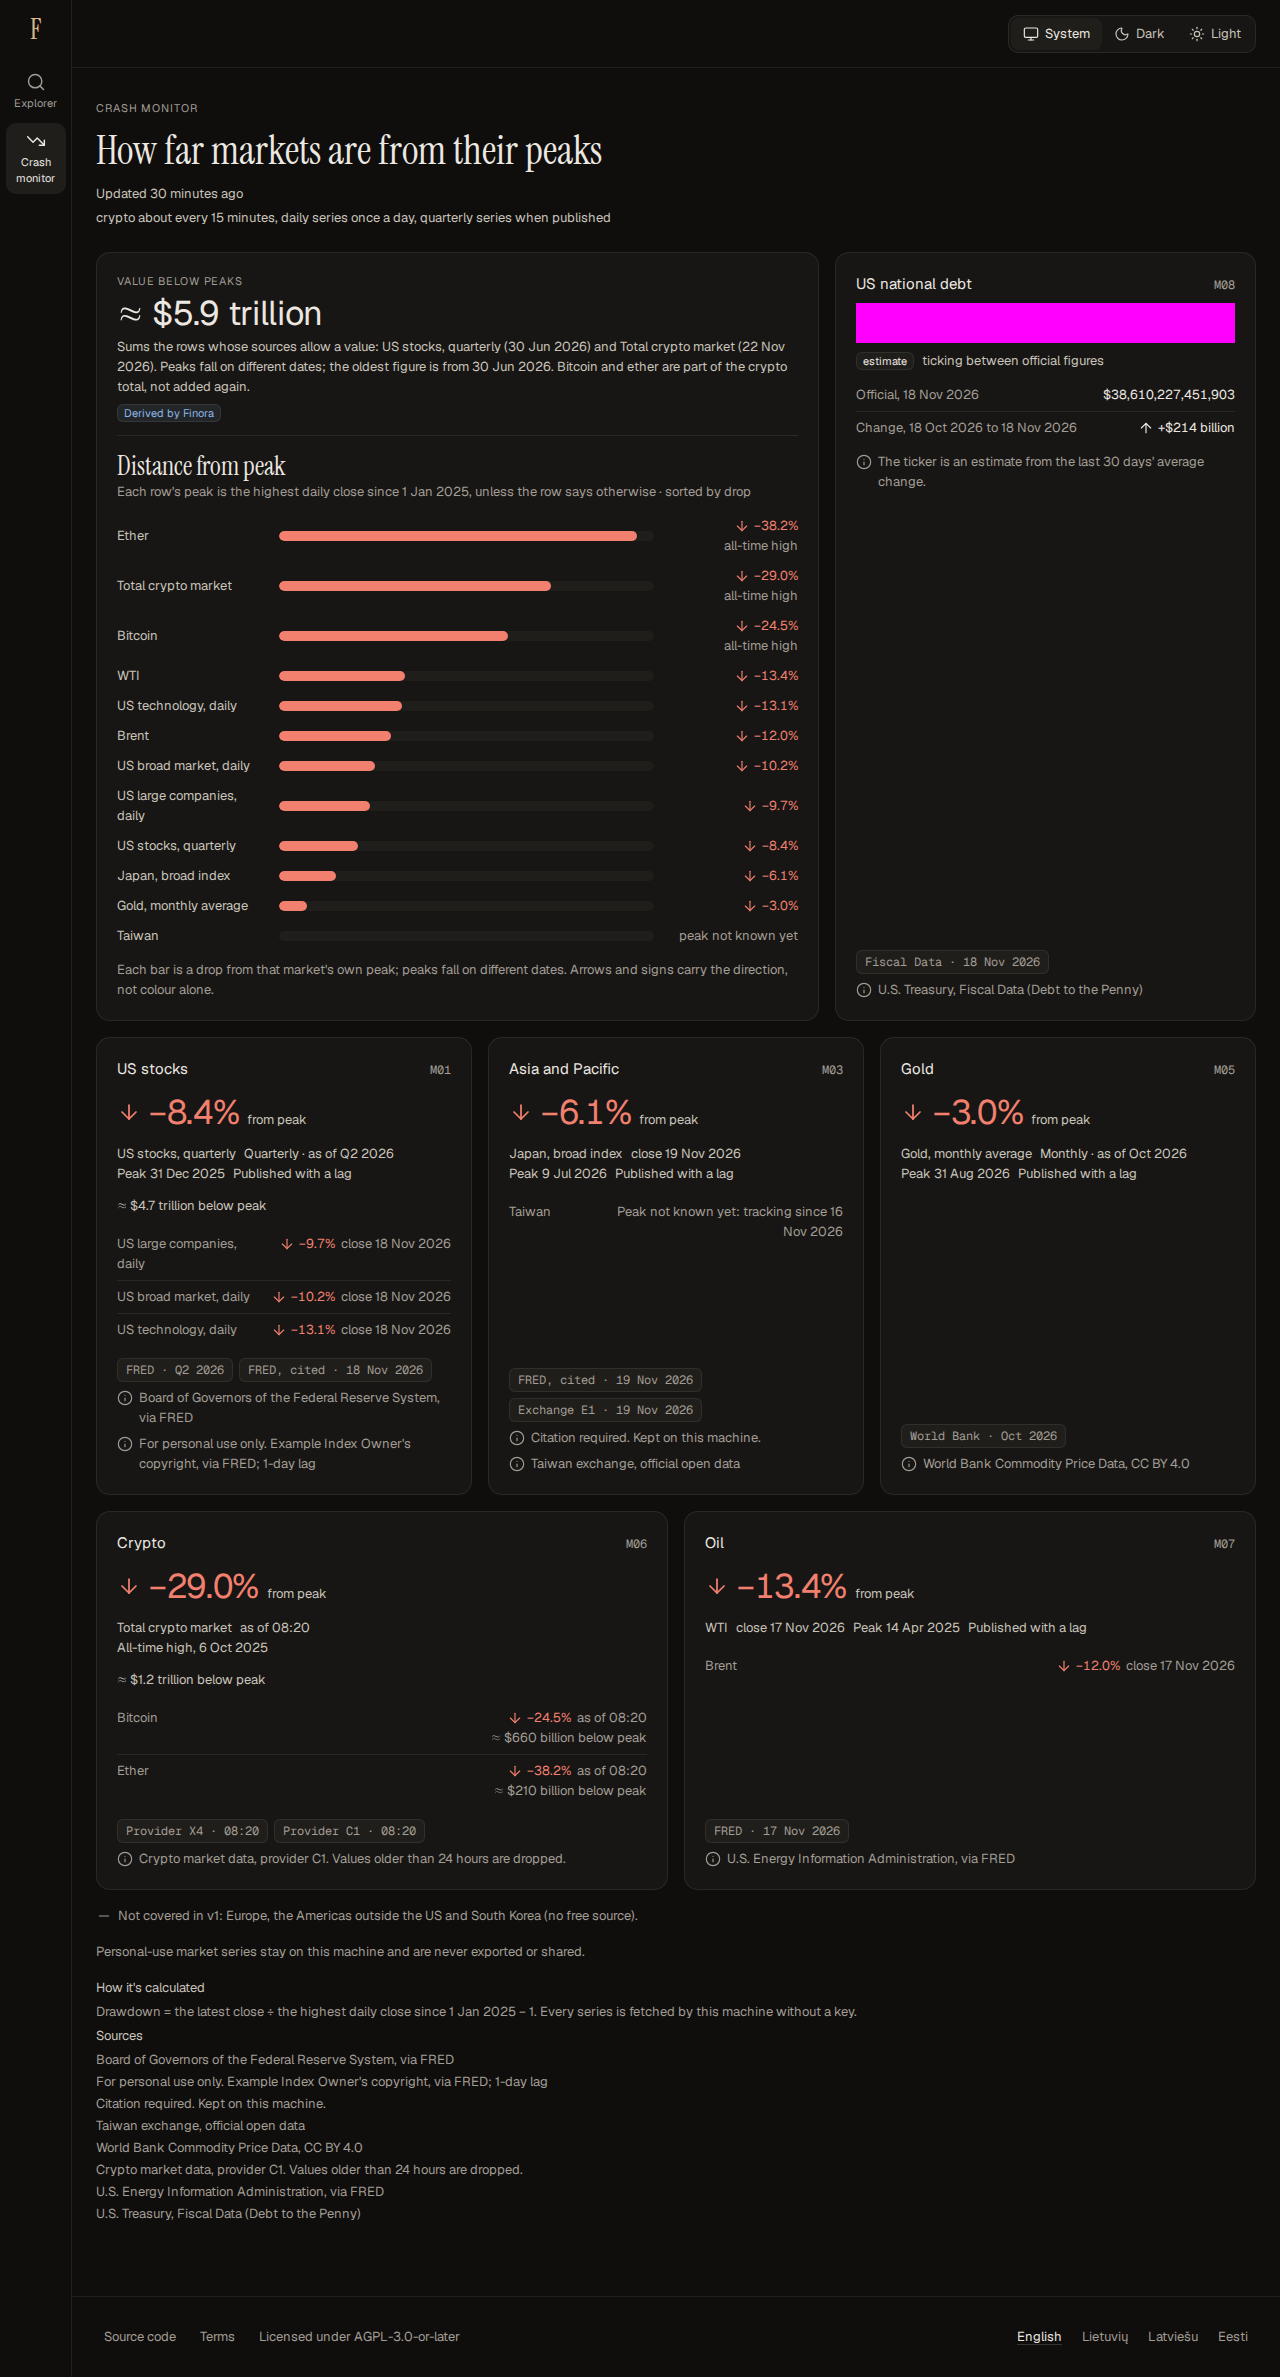 F
Explorer
Crash
monitor
System
Dark
Light
CRASH MONITOR
How far markets are from their peaks
Updated 30 minutes ago
crypto about every 15 minutes, daily series once a day, quarterly series when published
VALUE BELOW PEAKS
≈ $5.9 trillion
Sums the rows whose sources allow a value: US stocks, quarterly (30 Jun 2026) and Total crypto market (22 Nov
2026). Peaks fall on different dates; the oldest figure is from 30 Jun 2026. Bitcoin and ether are part of the crypto
total, not added again.
Derived by Finora
Distance from peak
Each row's peak is the highest daily close since 1 Jan 2025, unless the row says otherwise · sorted by drop
Ether
↓ −38.2%
all-time high
Total crypto market
↓ −29.0%
all-time high
Bitcoin
↓ −24.5%
all-time high
WTI
↓ −13.4%
US technology, daily
↓ −13.1%
Brent
↓ −12.0%
US broad market, daily
↓ −10.2%
US large companies,
daily
↓ −9.7%
US stocks, quarterly
↓ −8.4%
Japan, broad index
↓ −6.1%
Gold, monthly average
↓ −3.0%
Taiwan
peak not known yet
Each bar is a drop from that market's own peak; peaks fall on different dates. Arrows and signs carry the direction,
not colour alone.
US national debt
M08
estimate ticking between official figures
Official, 18 Nov 2026
$38,610,227,451,903
Change, 18 Oct 2026 to 18 Nov 2026
↑ +$214 billion
The ticker is an estimate from the last 30 days' average
change.
Fiscal Data · 18 Nov 2026
U.S. Treasury, Fiscal Data (Debt to the Penny)
US stocks
M01
↓ −8.4% from peak
US stocks, quarterly Quarterly · as of Q2 2026
Peak 31 Dec 2025 Published with a lag
≈ $4.7 trillion below peak
US large companies,
daily
↓ −9.7% close 18 Nov 2026
US broad market, daily
↓ −10.2% close 18 Nov 2026
US technology, daily
↓ −13.1% close 18 Nov 2026
FRED · Q2 2026
FRED, cited · 18 Nov 2026
Board of Governors of the Federal Reserve System,
via FRED
For personal use only. Example Index Owner's
copyright, via FRED; 1-day lag
Asia and Pacific
M03
↓ −6.1% from peak
Japan, broad index close 19 Nov 2026
Peak 9 Jul 2026 Published with a lag
Taiwan
Peak not known yet: tracking since 16
Nov 2026
FRED, cited · 19 Nov 2026
Exchange E1 · 19 Nov 2026
Citation required. Kept on this machine.
Taiwan exchange, official open data
Gold
M05
↓ −3.0% from peak
Gold, monthly average Monthly · as of Oct 2026
Peak 31 Aug 2026 Published with a lag
World Bank · Oct 2026
World Bank Commodity Price Data, CC BY 4.0
Crypto
M06
↓ −29.0% from peak
Total crypto market as of 08:20
All-time high, 6 Oct 2025
≈ $1.2 trillion below peak
Bitcoin
↓ −24.5% as of 08:20
≈ $660 billion below peak
Ether
↓ −38.2% as of 08:20
≈ $210 billion below peak
Provider X4 · 08:20
Provider C1 · 08:20
Crypto market data, provider C1. Values older than 24 hours are dropped.
Oil
M07
↓ −13.4% from peak
WTI close 17 Nov 2026 Peak 14 Apr 2025 Published with a lag
Brent
↓ −12.0% close 17 Nov 2026
FRED · 17 Nov 2026
U.S. Energy Information Administration, via FRED
— Not covered in v1: Europe, the Americas outside the US and South Korea (no free source).
Personal-use market series stay on this machine and are never exported or shared.
How it's calculated
Drawdown = the latest close ÷ the highest daily close since 1 Jan 2025 − 1. Every series is fetched by this machine without a key.
Sources
Board of Governors of the Federal Reserve System, via FRED
For personal use only. Example Index Owner's copyright, via FRED; 1-day lag
Citation required. Kept on this machine.
Taiwan exchange, official open data
World Bank Commodity Price Data, CC BY 4.0
Crypto market data, provider C1. Values older than 24 hours are dropped.
U.S. Energy Information Administration, via FRED
U.S. Treasury, Fiscal Data (Debt to the Penny)
Source code
Terms
Licensed under AGPL-3.0-or-later
English
Lietuvių
Latviešu
Eesti